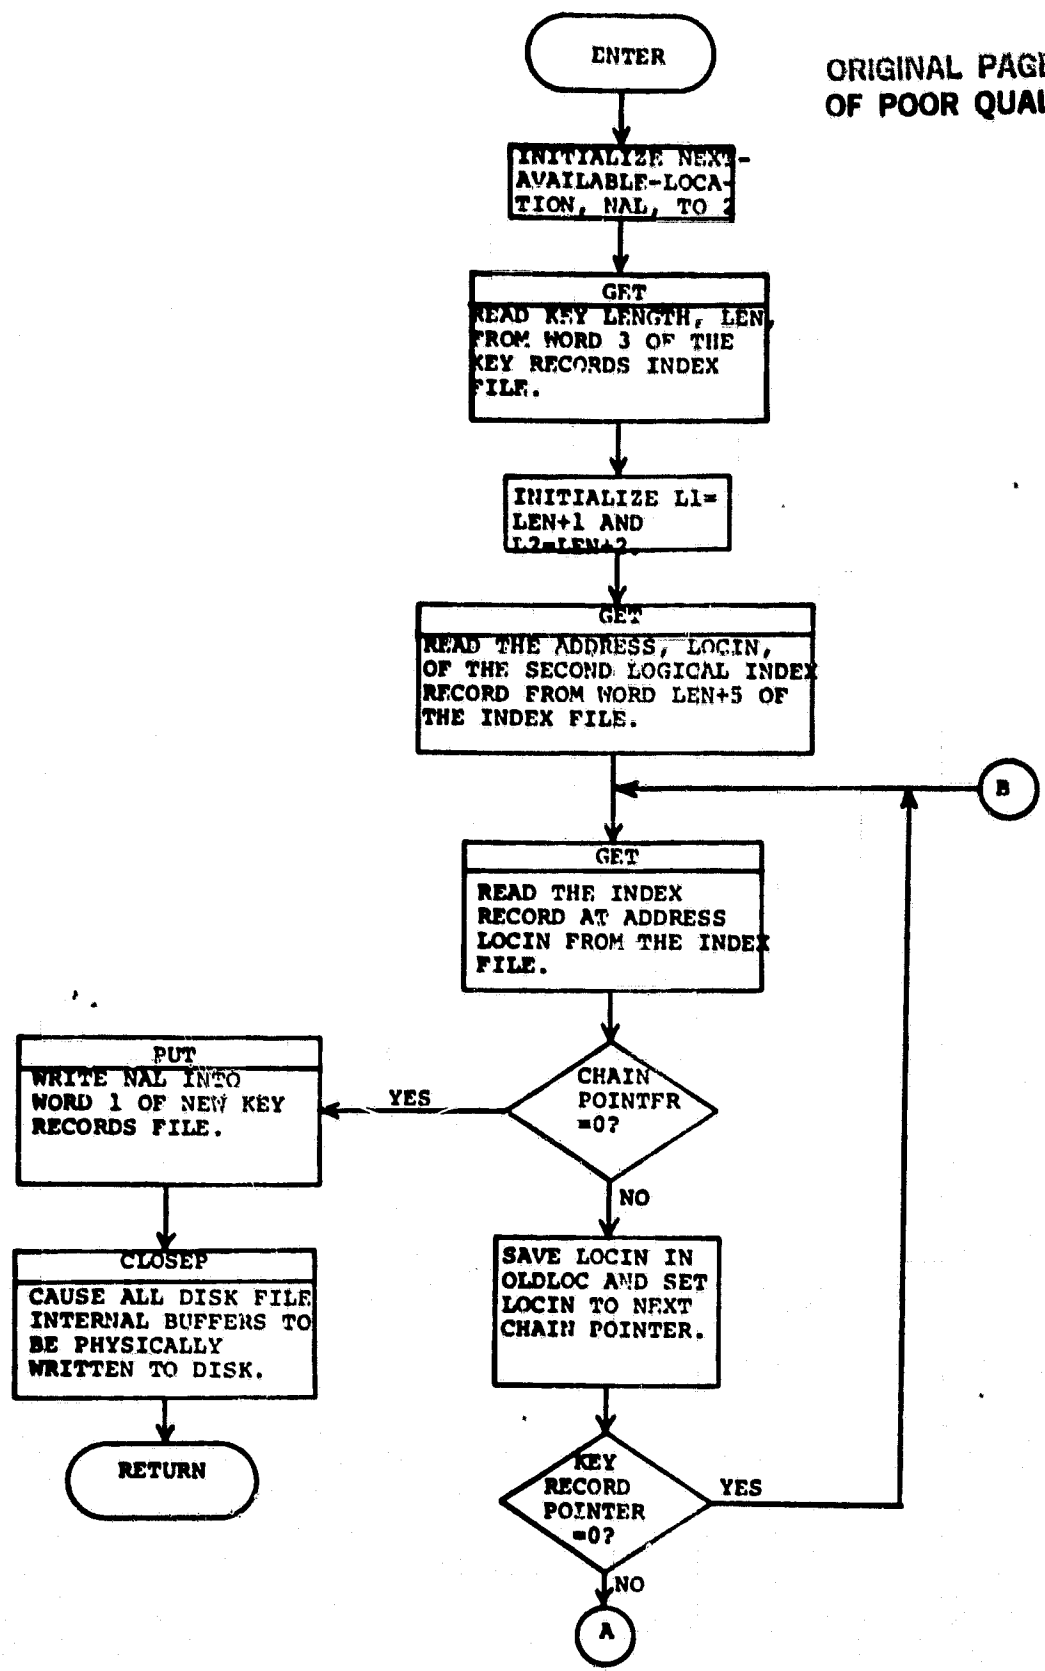 ENTER
ORIGINAL PAGE
OF POOR QUAL
INITIALIZE NEXT-
AVAILABLE-LOCA-
TION, NAL, TO 2
GET
READ KEY LENGTH, LEN,
FROM WORD 3 OF THE
KEY RECORDS INDEX
FILE.
INITIALIZE L1=
LEN+1 AND
L2=LEN+2.
GET
READ THE ADDRESS, LOCIN,
OF THE SECOND LOGICAL INDEX
RECORD FROM WORD LEN+5 OF
THE INDEX FILE.
B
GET
READ THE INDEX
RECORD AT ADDRESS
LOCIN FROM THE INDEX
FILE.
CHAIN
POINTER
=0?
YES
PUT
WRITE NAL INTO
WORD 1 OF NEW KEY
RECORDS FILE.
NO
CLOSEP
CAUSE ALL DISK FILE
INTERNAL BUFFERS TO
BE PHYSICALLY
WRITTEN TO DISK.
RETURN
SAVE LOCIN IN
OLDLOC AND SET
LOCIN TO NEXT
CHAIN POINTER.
KEY
RECORD
POINTER
=0?
YES
NO
A